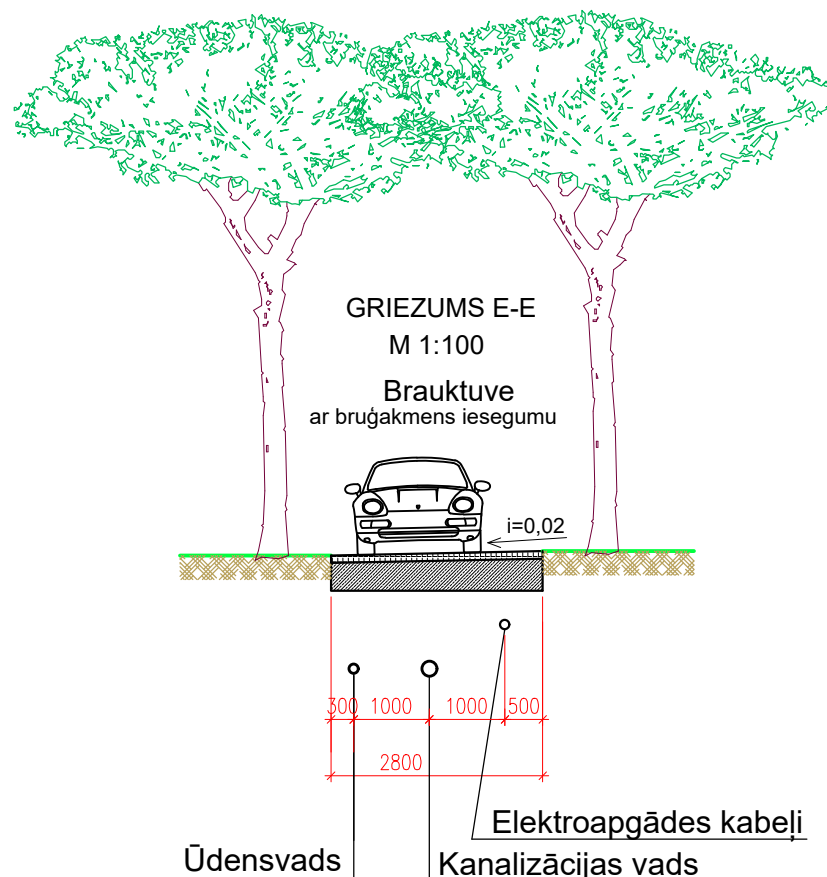 GRIEZUMS E-E
M 1:100
Brauktuve
ar bruģakmens iesegumu
i=0,02
300 1000 1000 500
2800
Elektroapgādes kabeļi
Ūdensvads
Kanalizācijas vads